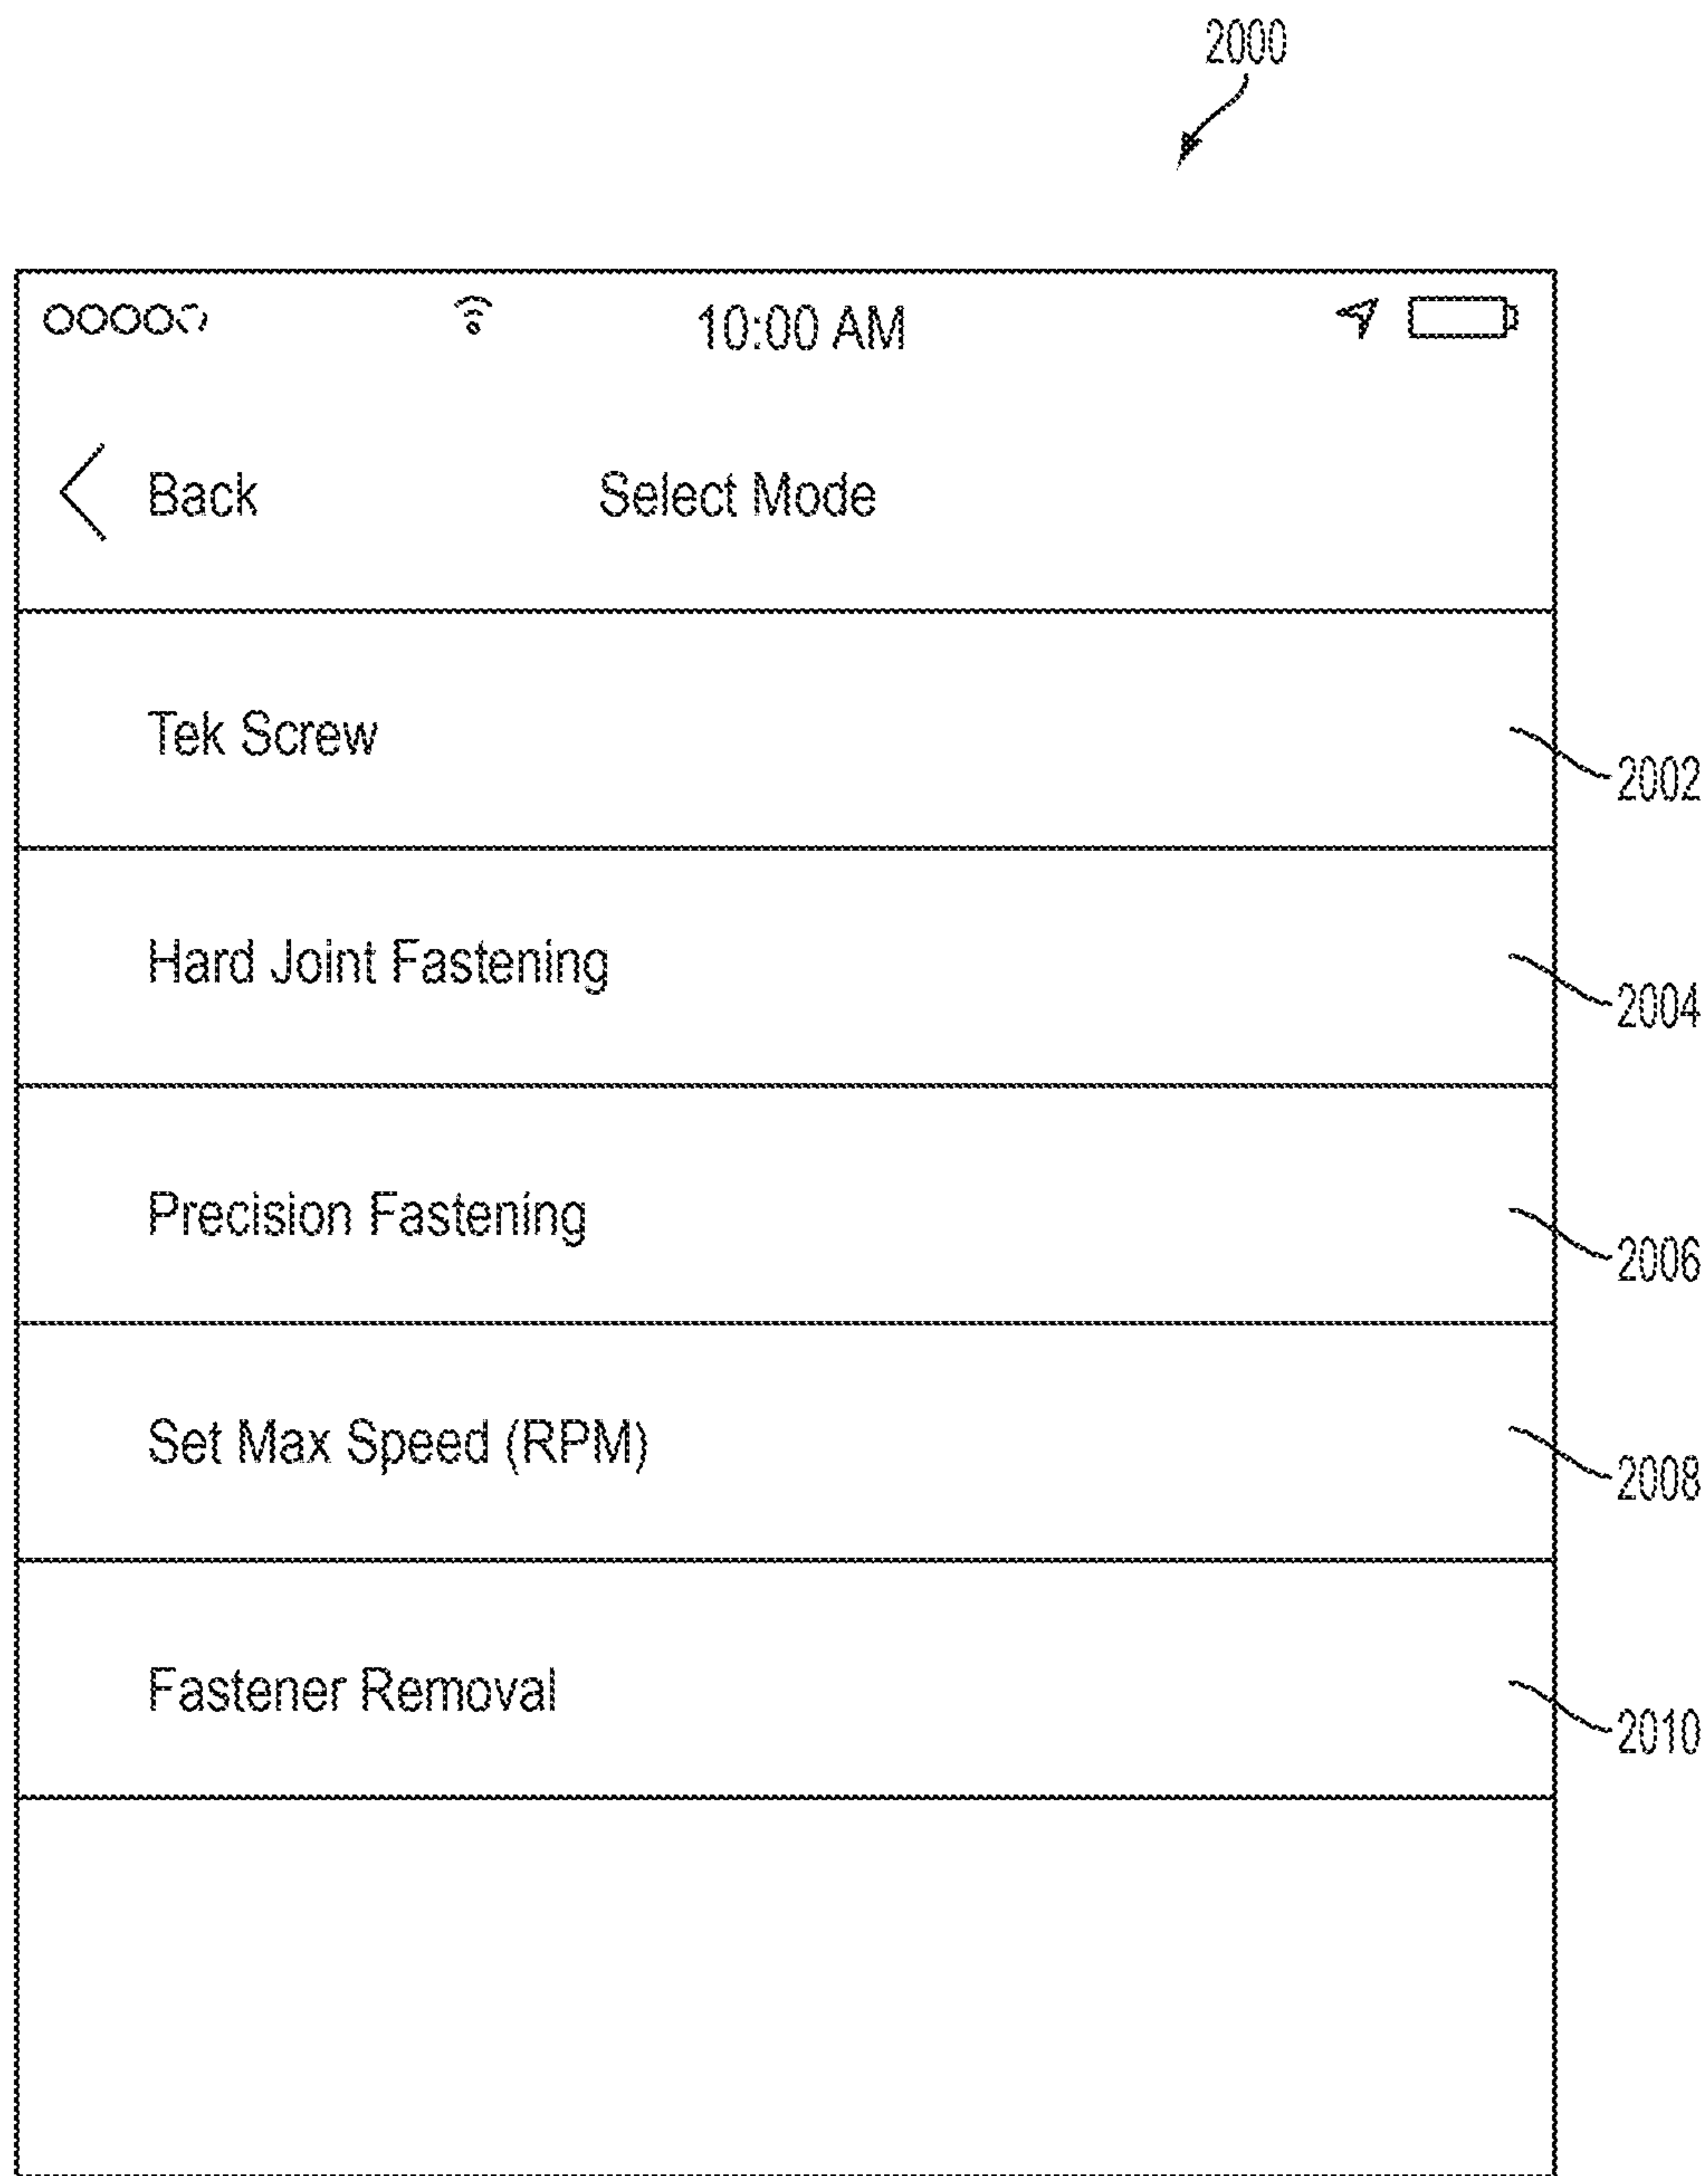 2000
10:00 AM
Back Select Mode
Tek Screw
2002
Hard Joint Fastening
2004
Precision Fastening
2006
Set Max Speed (RPM)
2008
Fastener Removal
2010